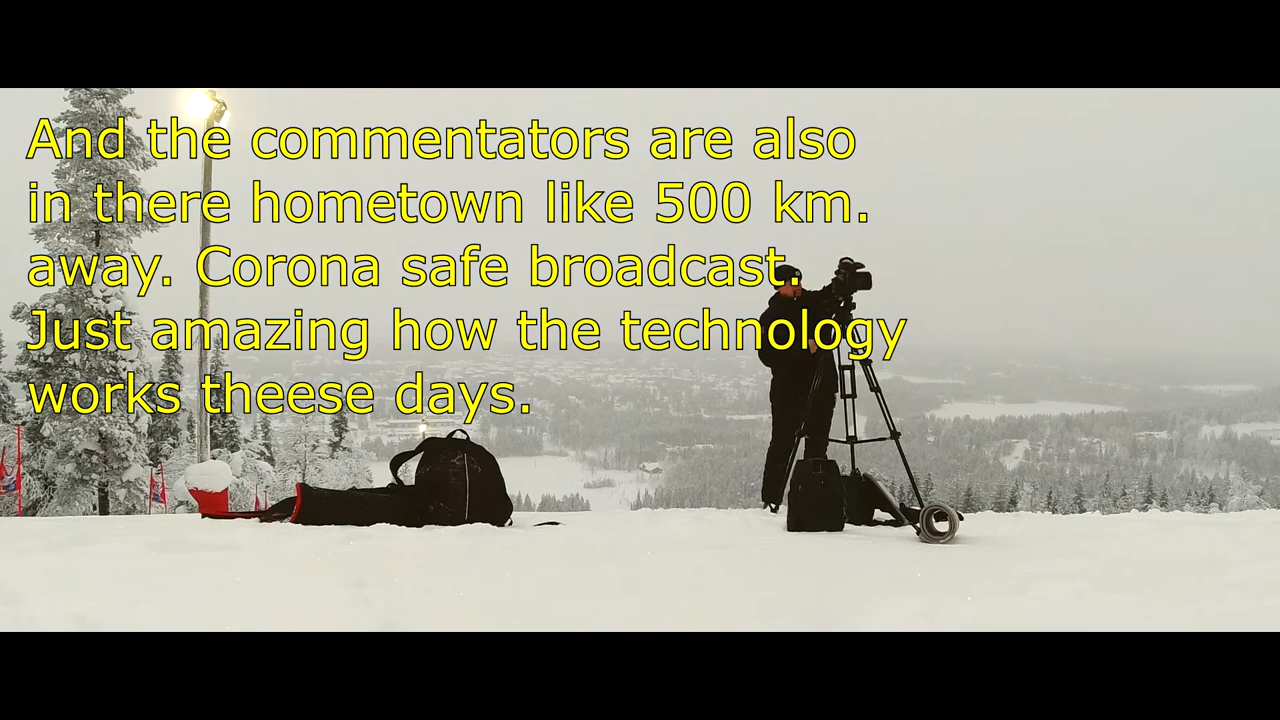 And the commentators are also
in there hometown like 500 km.
away. Corona safe broadcast.
Just amazing how the technology
works theese days.